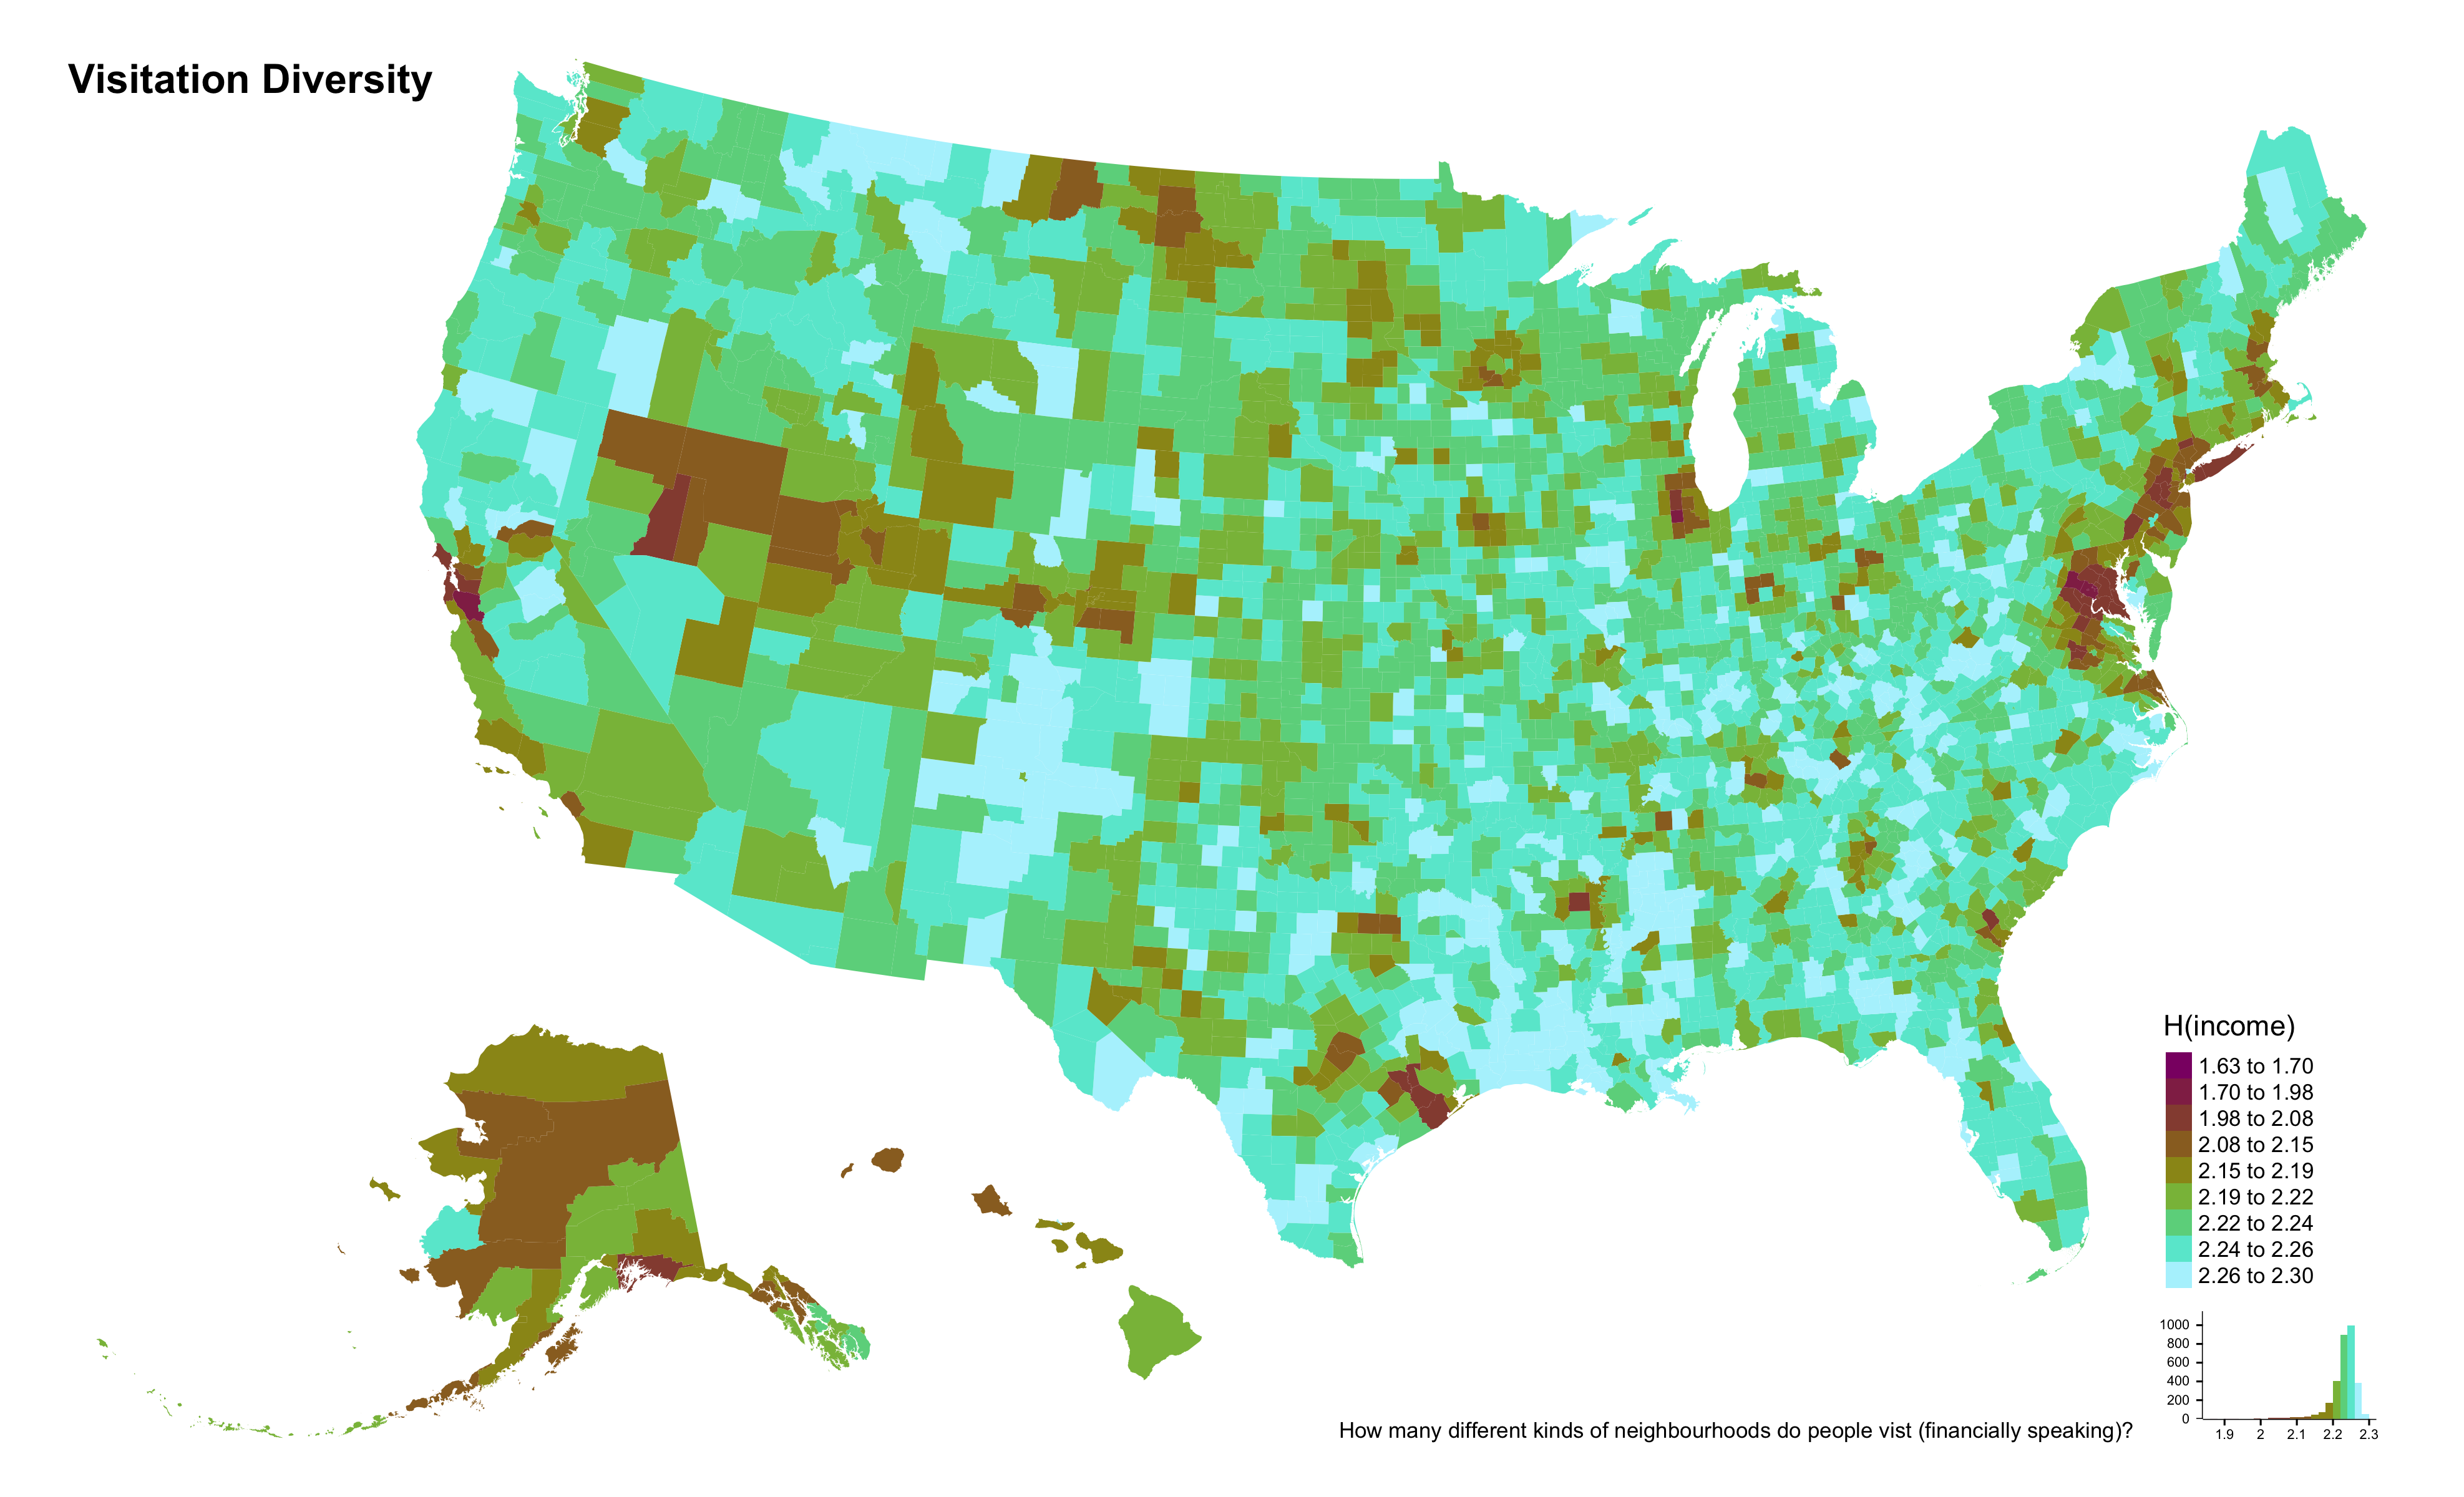 Visitation Diversity
H(income)
1.63 to 1.70
1.70 to 1.98
1.98 to 2.08
2.08 to 2.15
2.15 to 2.19
2.19 to 2.22
2.22 to 2.24
2.24 to 2.26
2.26 to 2.30
1000
800
600
400
200
0
1.9 2 2.1 2.2 2.3
How many different kinds of neighbourhoods do people vist (financially speaking)?